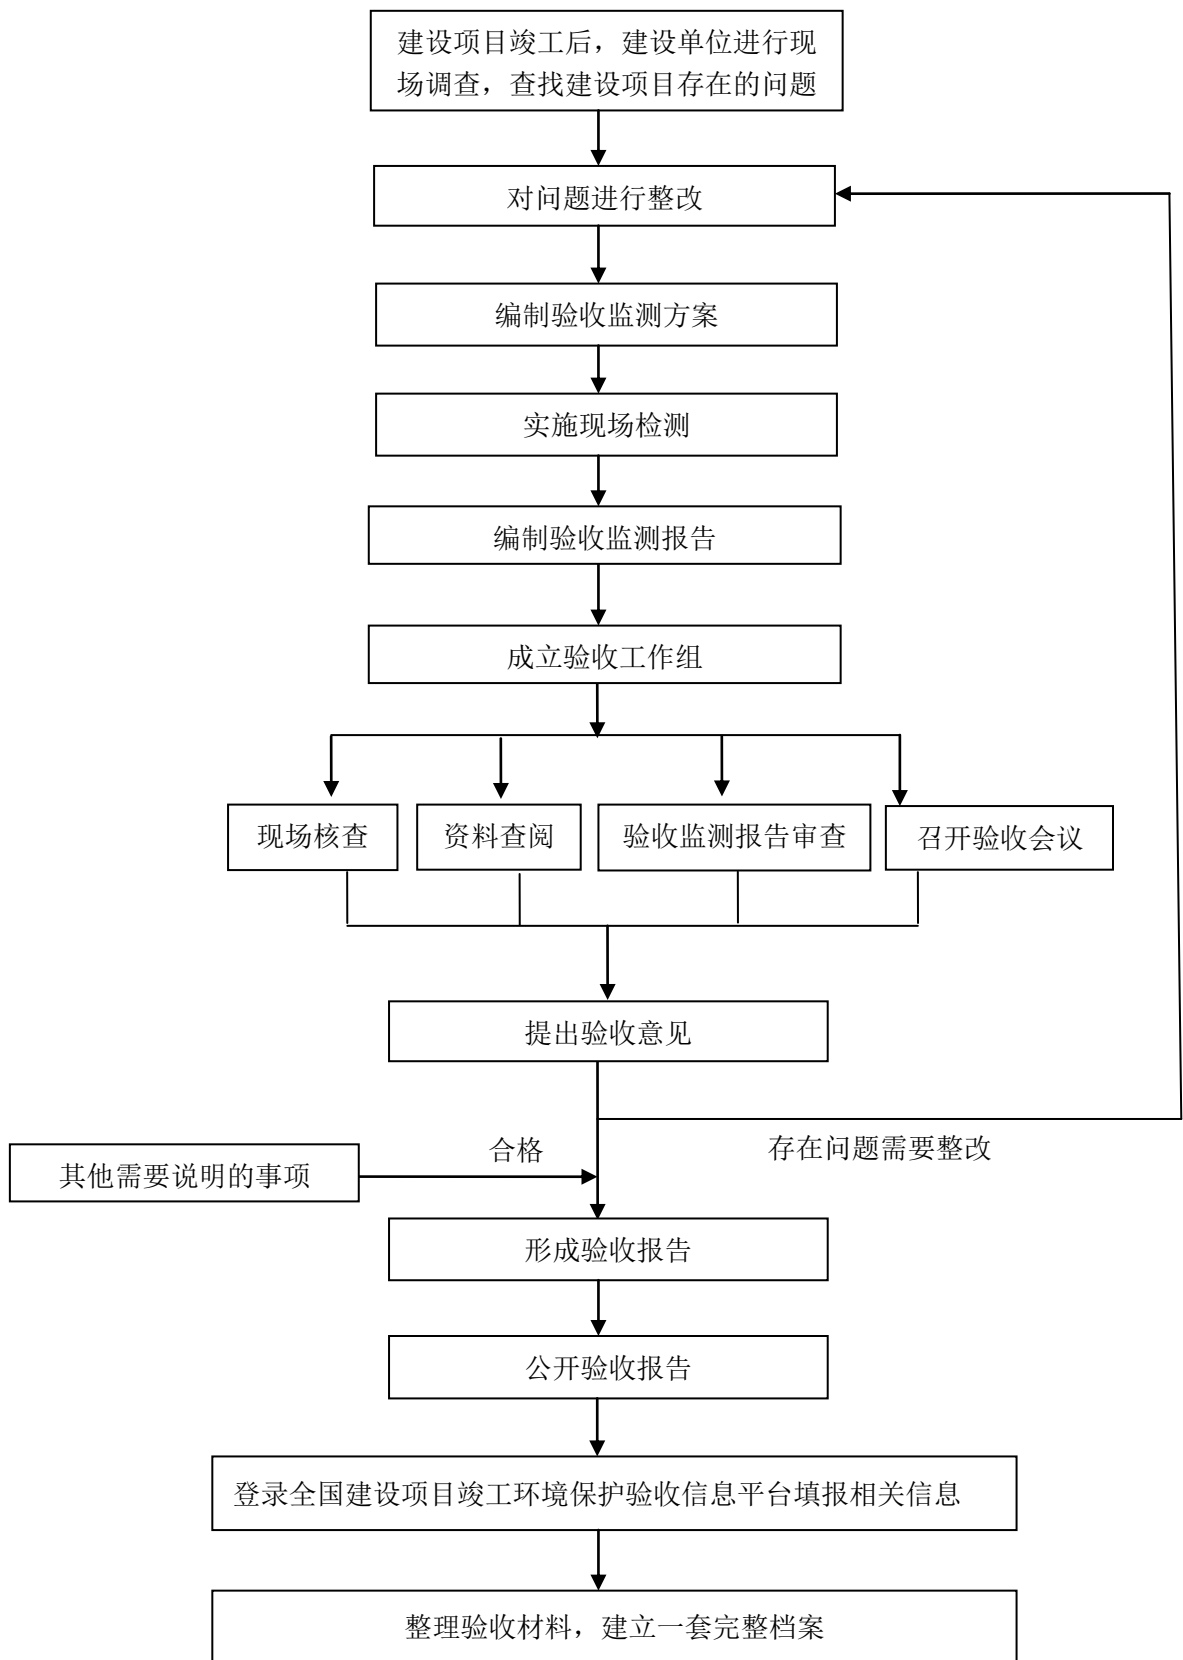 建设项目竣工后，建设单位进行现
场调查，查找建设项目存在的问题
对问题进行整改
编制验收监测方案
实施现场检测
编制验收监测报告
成立验收工作组
现场核查
资料查阅
验收监测报告审查
召开验收会议
提出验收意见
合格
存在问题需要整改
其他需要说明的事项
形成验收报告
公开验收报告
登录全国建设项目竣工环境保护验收信息平台填报相关信息
整理验收材料，建立一套完整档案